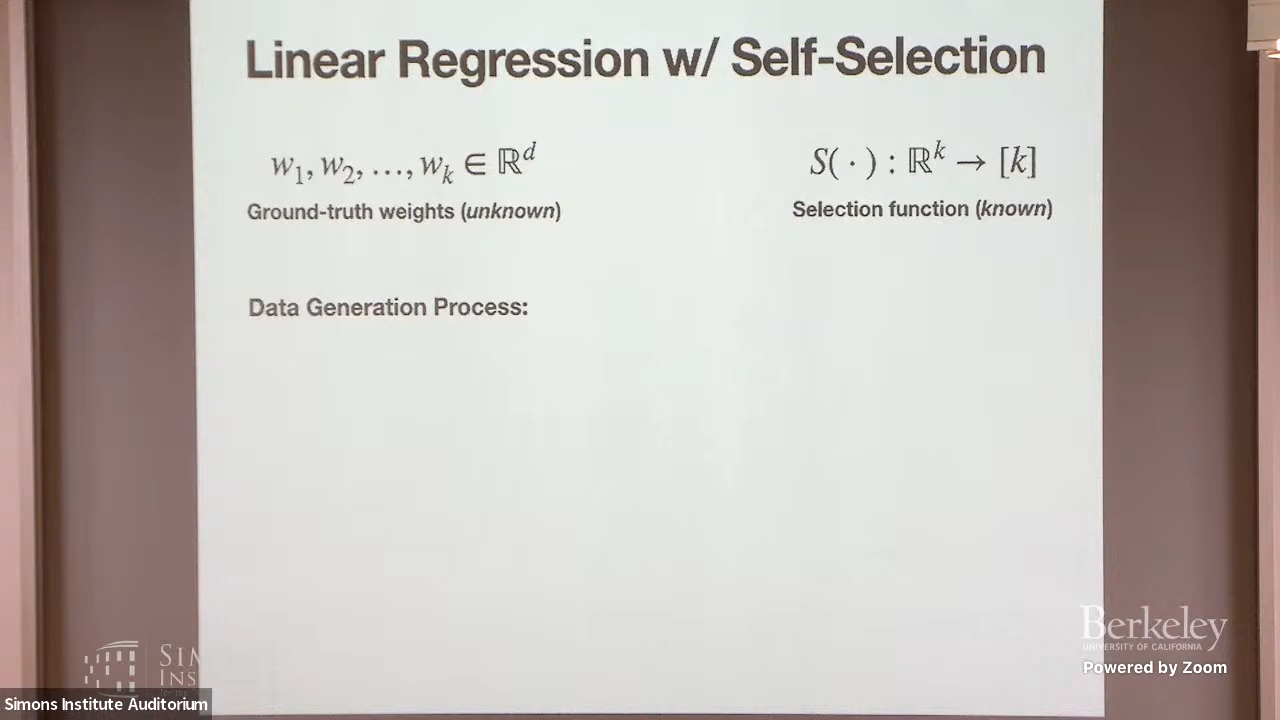 Linear Regression w/ Self-Selection
w₁, w₂, …, wₖ ∈ ℝᵈ
S( · ) : ℝᵏ → [k]
Ground-truth weights (unknown)
Selection function (known)
Data Generation Process:
Berkeley
UNIVERSITY OF CALIFORNIA
Powered by Zoom
Simons Institute Auditorium